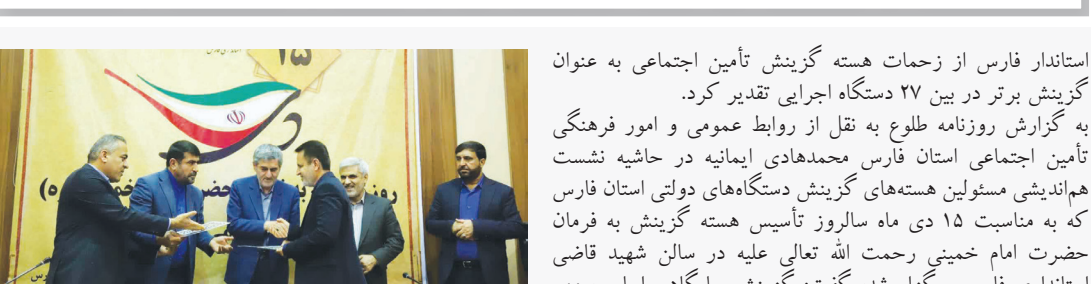 استاندار فارس از زحمات هسته گزینش تأمین اجتماعی به عنوان
گزینش برتر در بین ۲۷ دستگاه اجرایی تقدیر کرد.
به گزارش روزنامه طلوع به نقل از روابط عمومی و امور فرهنگی
تأمین اجتماعی استان فارس محمدهادی ایمانیه در حاشیه نشست
هم‌اندیشی مسئولین هسته‌های گزینش دستگاه‌های دولتی استان فارس
که به مناسبت ۱۵ دی ماه سالروز تأسیس هسته گزینش به فرمان
حضرت امام خمینی رحمت الله تعالی علیه در سالن شهید قاضی
۱۵